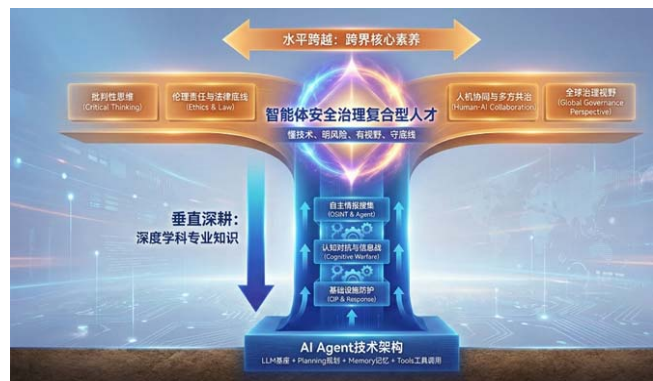 水平跨越：跨界核心素养
批判性思维
(Critical Thinking)
伦理责任与法律底线
(Ethics & Law)
人机协同与多方共治
(Human-AI Collaboration)
全球治理视野
(Global Governance
Perspective)
智能体安全治理复合型人才
懂技术、明风险、有视野、守底线
垂直深耕：
深度学科专业知识
自主情报搜集
(OSINT & Agent)
认知对抗与信息战
(Cognitive Warfare)
基础设施防护
(CIP & Response)
AI Agent技术架构
LLM基座 + Planning规划 + Memory记忆 + Tools工具调用